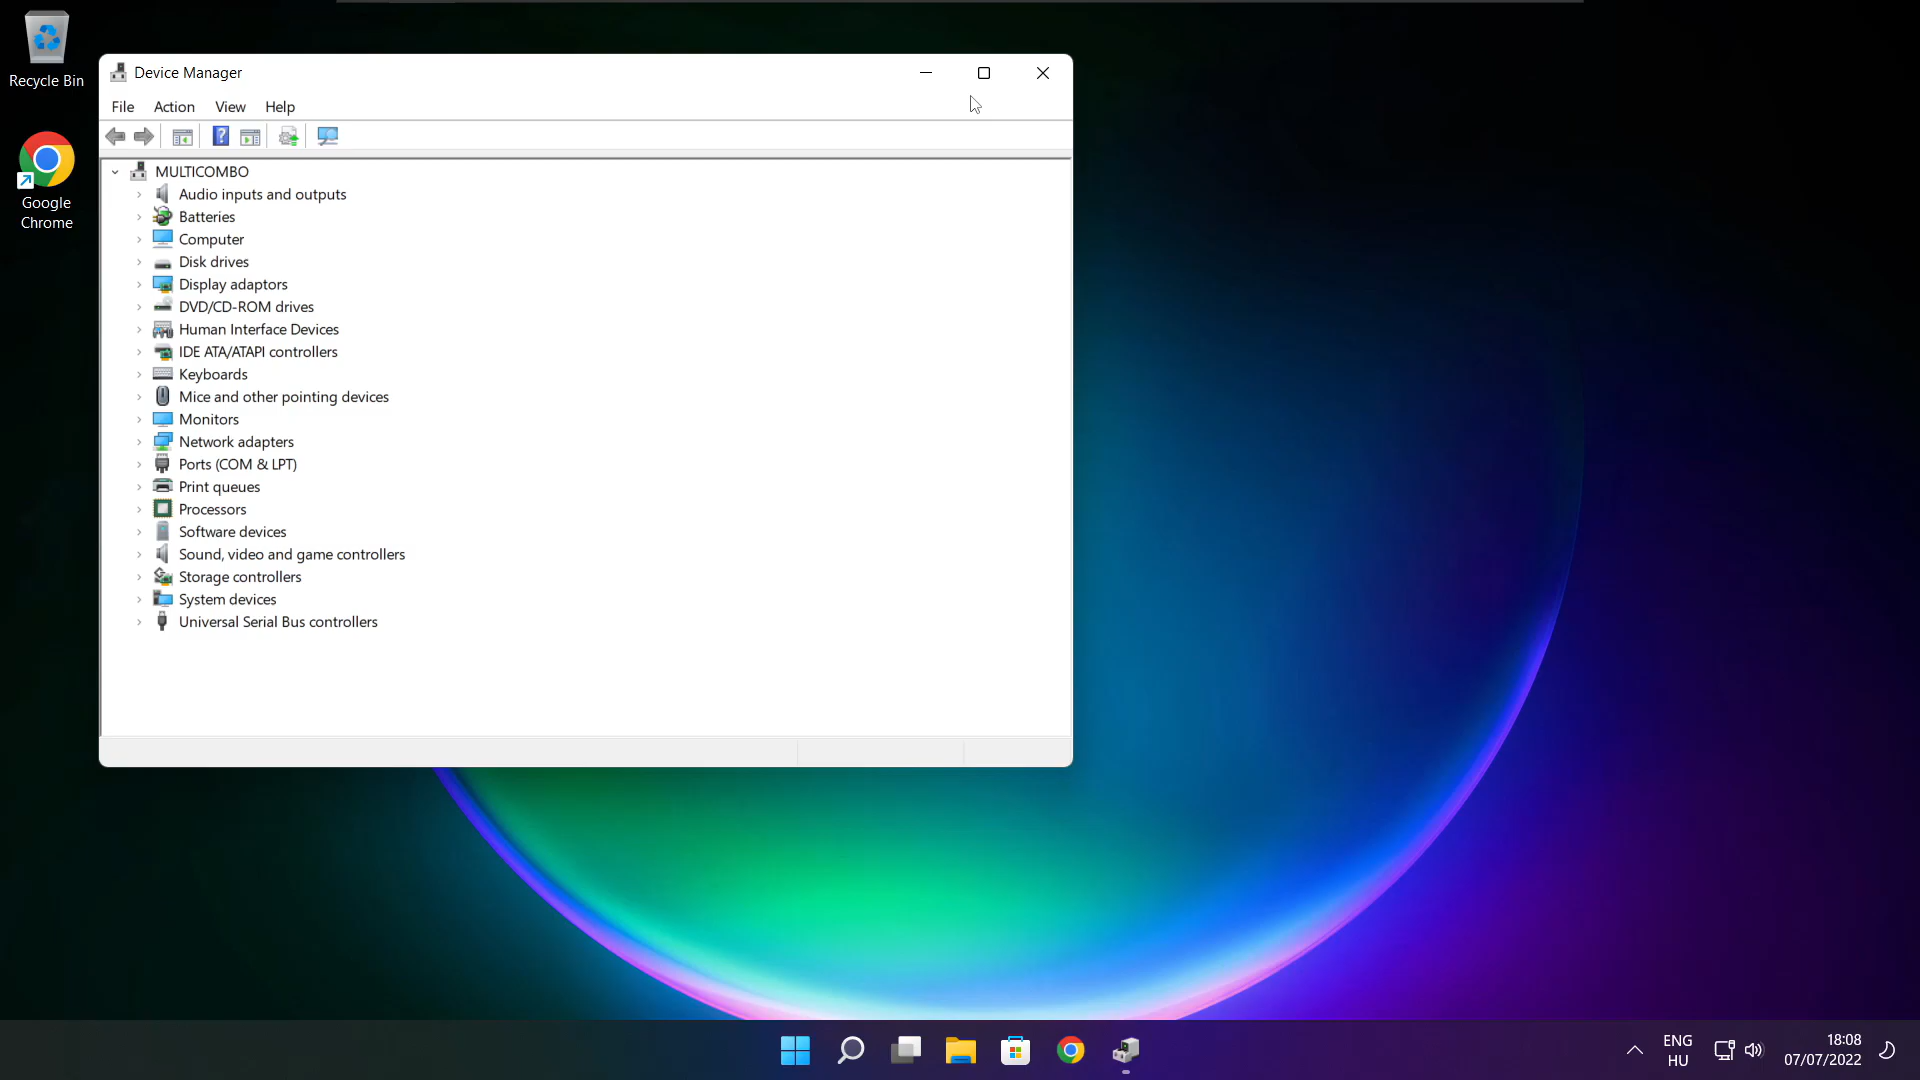 Recycle Bin
Google
Chrome
Device Manager
File Action View Help
MULTICOMBO
Audio inputs and outputs
Batteries
Computer
Disk drives
Display adaptors
DVD/CD-ROM drives
Human Interface Devices
IDE ATA/ATAPI controllers
Keyboards
Mice and other pointing devices
Monitors
Network adapters
Ports (COM & LPT)
Print queues
Processors
Software devices
Sound, video and game controllers
Storage controllers
System devices
Universal Serial Bus controllers
ENG
HU
18:08
07/07/2022